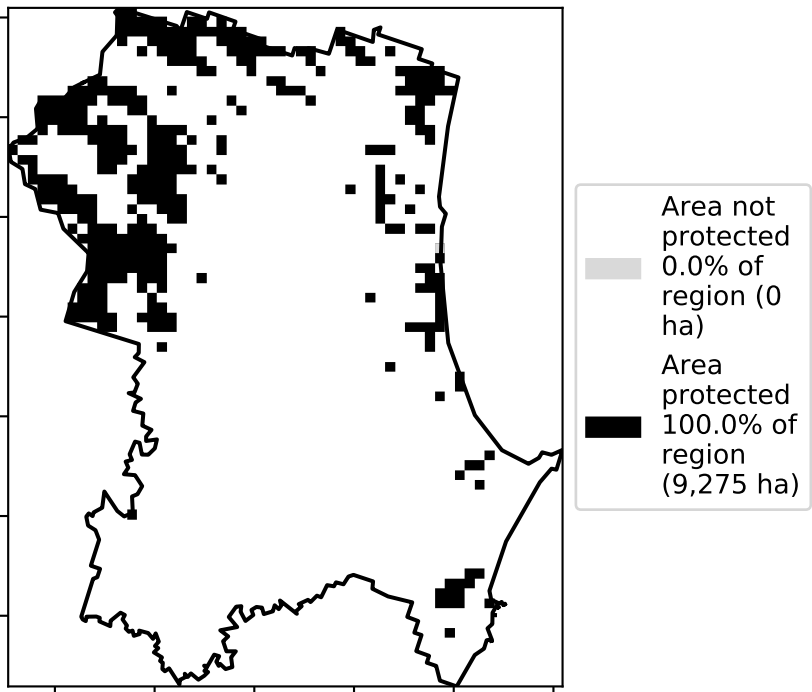 Area not
protected
0.0% of
region (0
ha)
Area
protected
100.0% of
region
(9,275 ha)